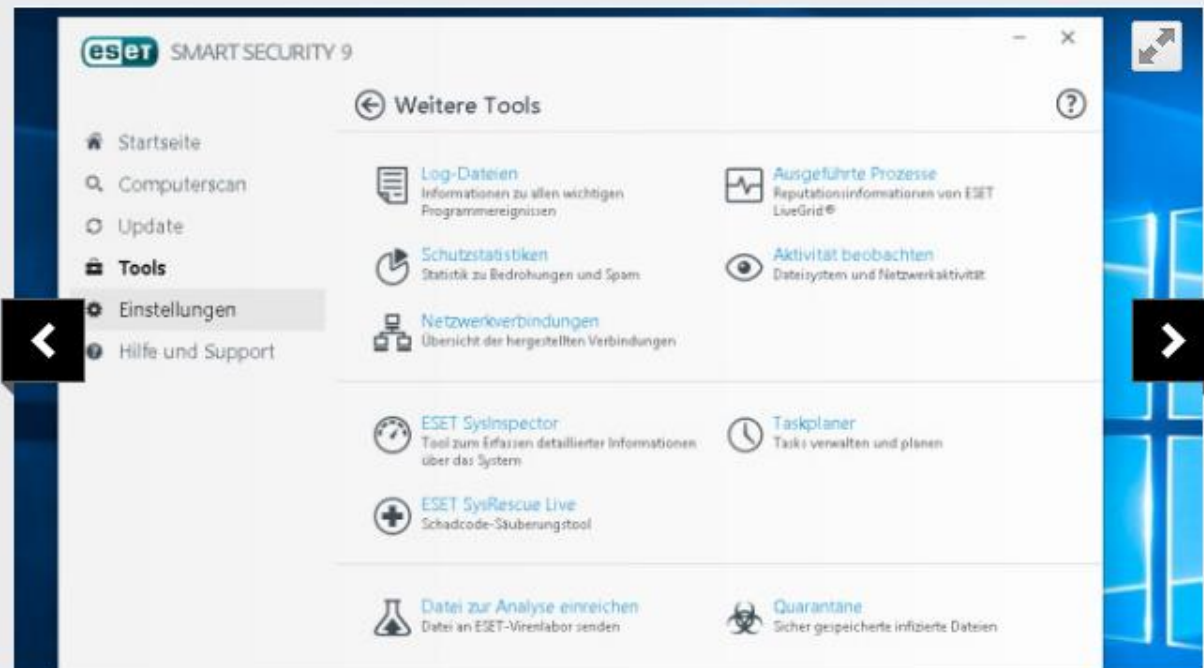 eset SMART SECURITY 9
Weitere Tools
Startseite
Computerscan
Update
Tools
Einstellungen
Hilfe und Support
Log-Dateien
Informationen zu allen wichtigen
Programmereignissen
Ausgeführte Prozesse
Reputationsinformationen von ESET
LiveGrid®
Schutzstatistiken
Statistik zu Bedrohungen und Spam
Aktivität beobachten
Dateisystem und Netzwerkaktivität
Netzwerkverbindungen
Übersicht der hergestellten Verbindungen
ESET SysInspector
Tool zum Erfassen detaillierter Informationen
über das System
Taskplaner
Tasks verwalten und planen
ESET SysRescue Live
Schadcode-Säuberungstool
Datei zur Analyse einreichen
Datei an ESET-Virenlabor senden
Quarantäne
Sicher gespeicherte infizierte Dateien